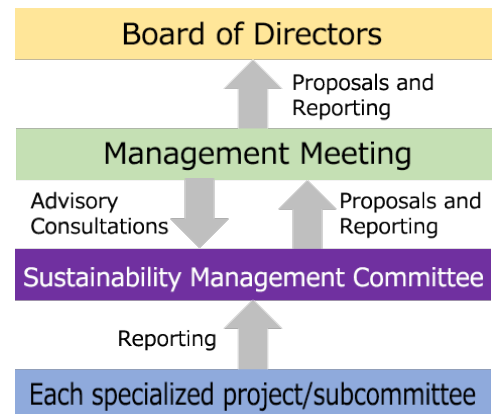 Board of Directors
Proposals and
Reporting
Management Meeting
Advisory
Consultations
Proposals and
Reporting
Sustainability Management Committee
Reporting
Each specialized project/subcommittee